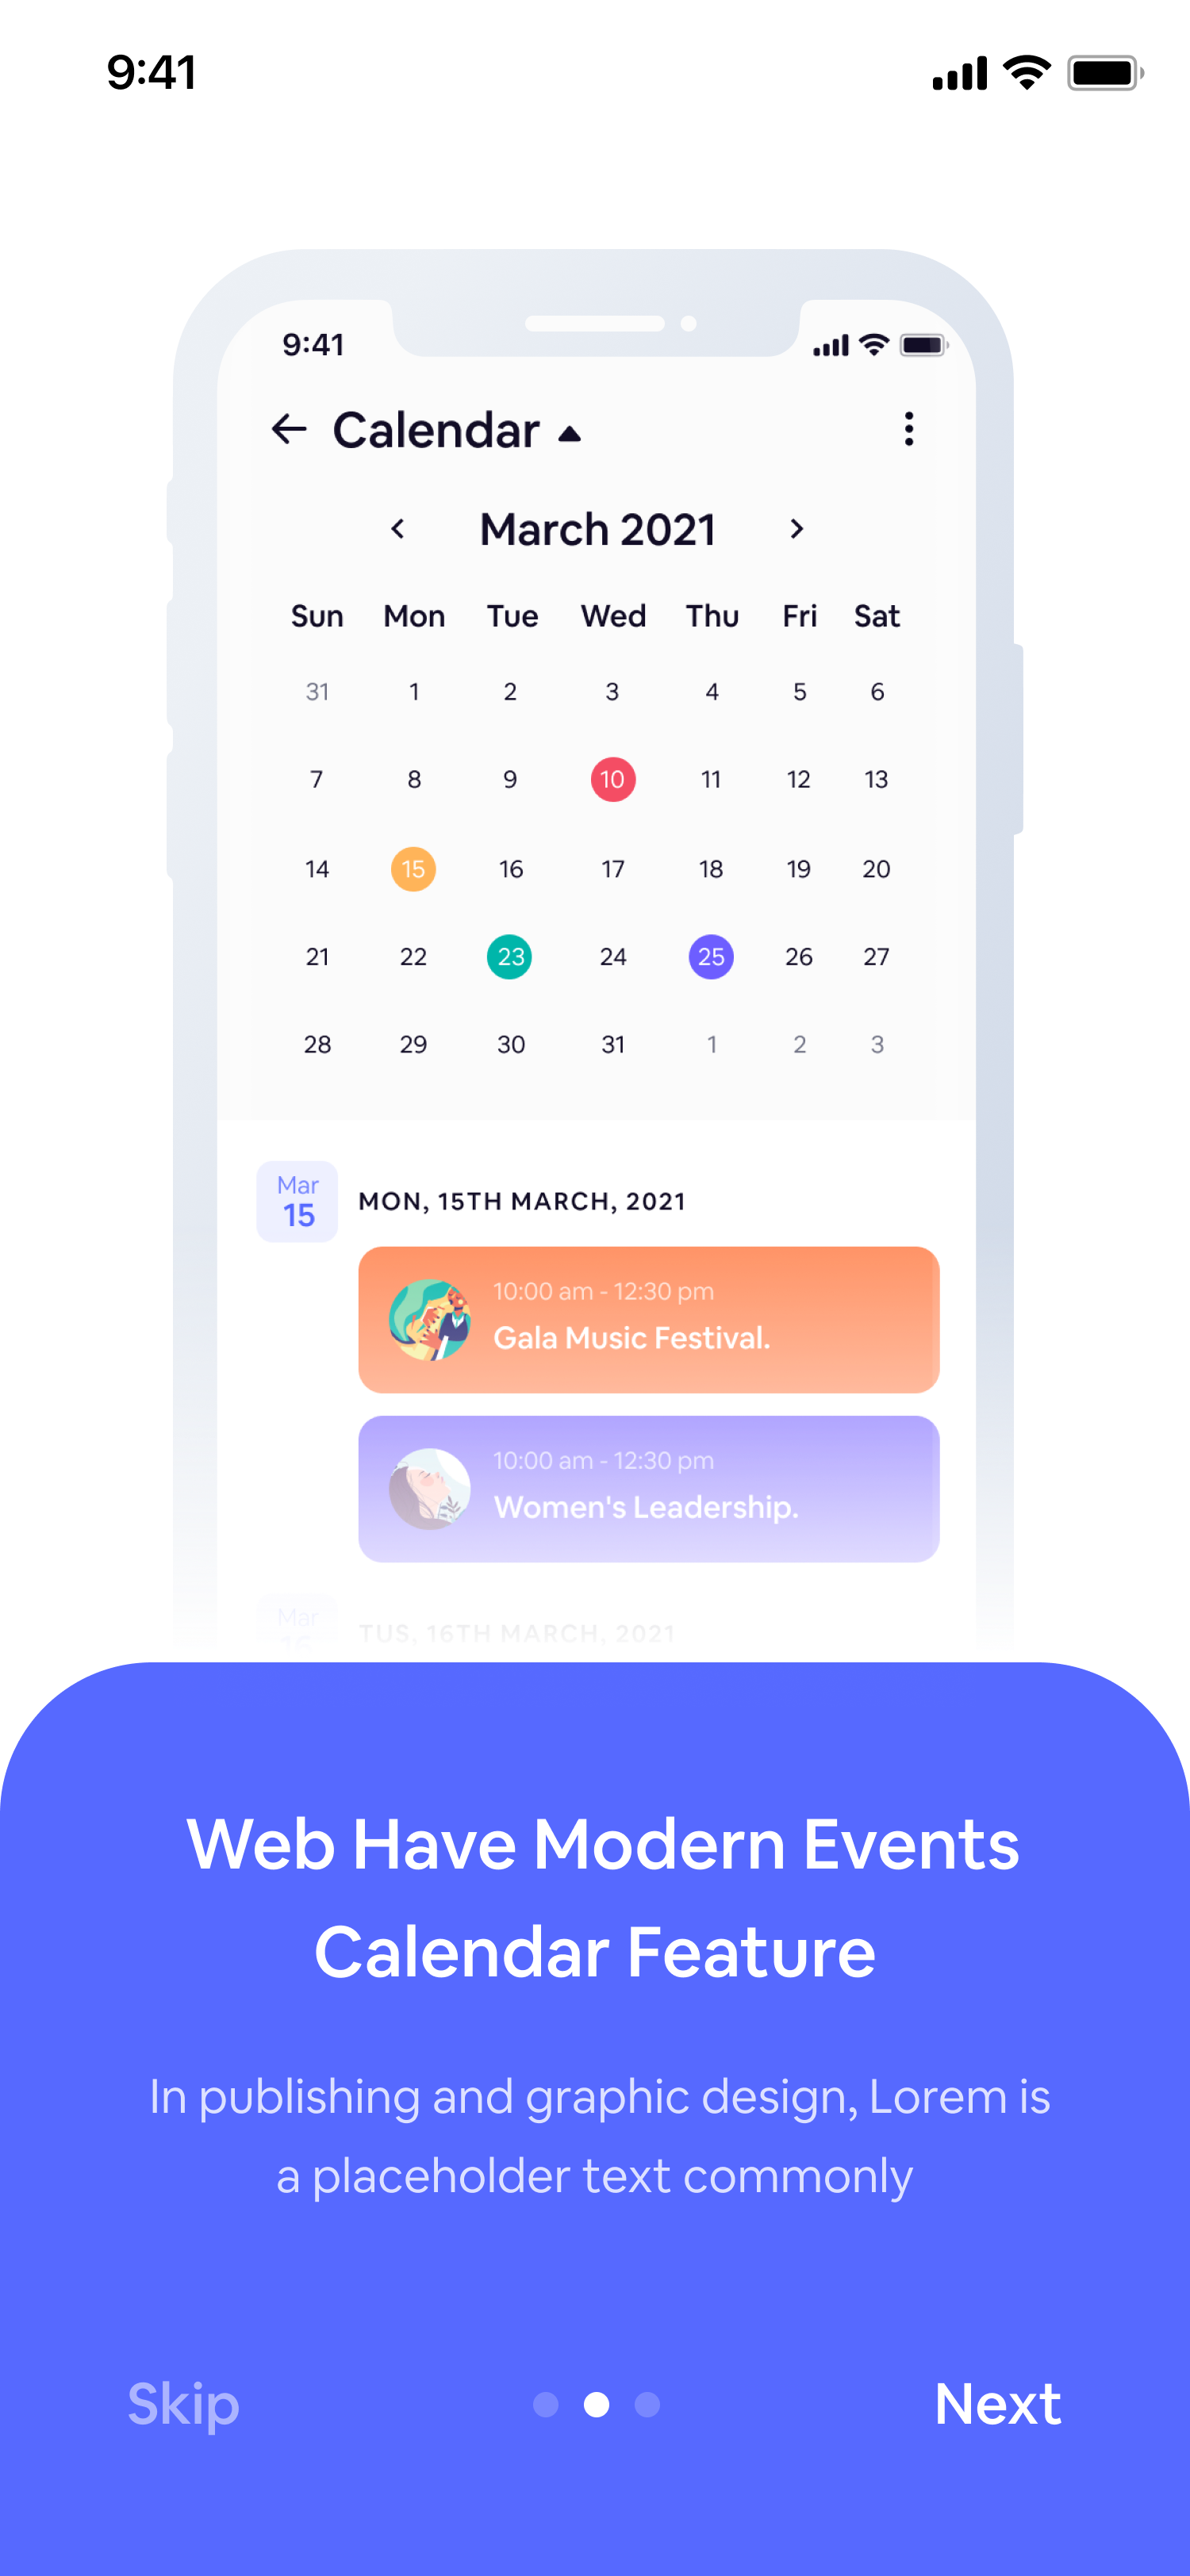 9:41
9:41
Calendar
March 2021
Sun Mon Tue Wed Thu Fri Sat
31 1 2 3 4 5 6
7 8 9 10 11 12 13
14 15 16 17 18 19 20
21 22 23 24 25 26 27
28 29 30 31 1 2 3
Mar
15
MON, 15TH MARCH, 2021
10:00 am - 12:30 pm
Gala Music Festival.
10:00 am - 12:30 pm
Women's Leadership.
Mar
16
TUS, 16TH MARCH, 2021
Web Have Modern Events
Calendar Feature
In publishing and graphic design, Lorem is
a placeholder text commonly
Skip
Next